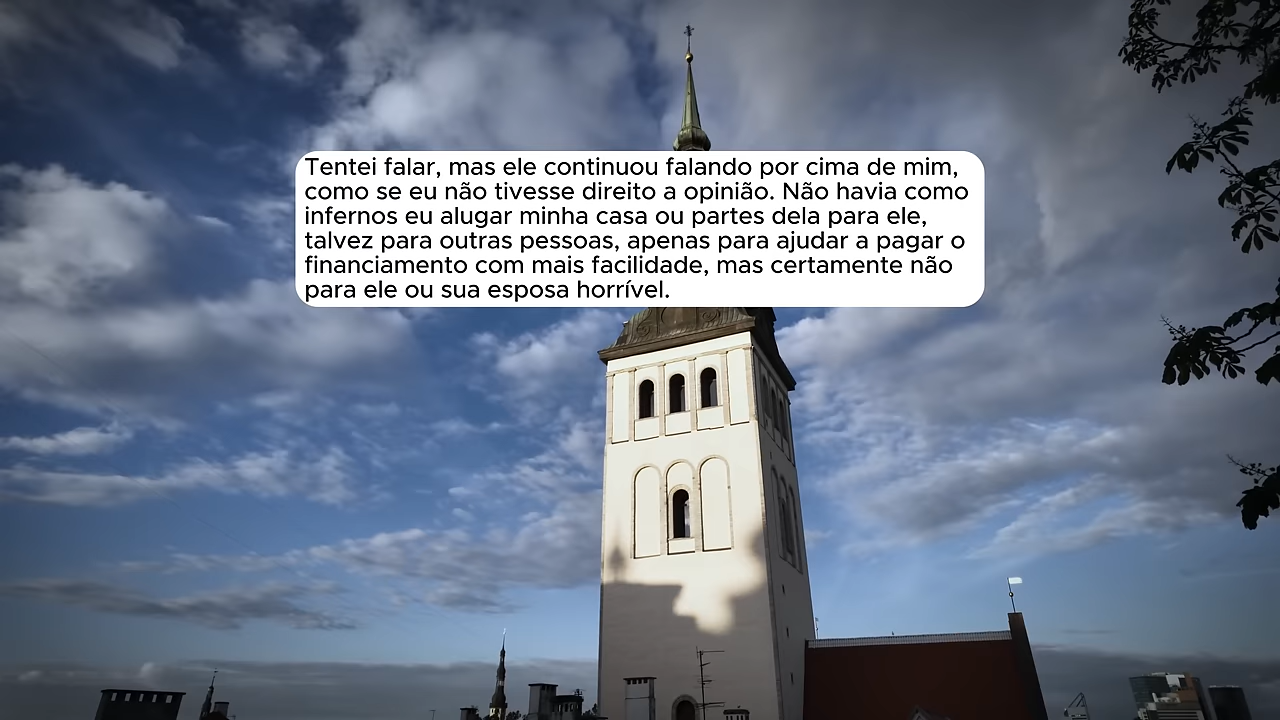 Tentei falar, mas ele continuou falando por cima de mim,
como se eu não tivesse direito a opinião. Não havia como
infernos eu alugar minha casa ou partes dela para ele,
talvez para outras pessoas, apenas para ajudar a pagar o
financiamento com mais facilidade, mas certamente não
para ele ou sua esposa horrível.